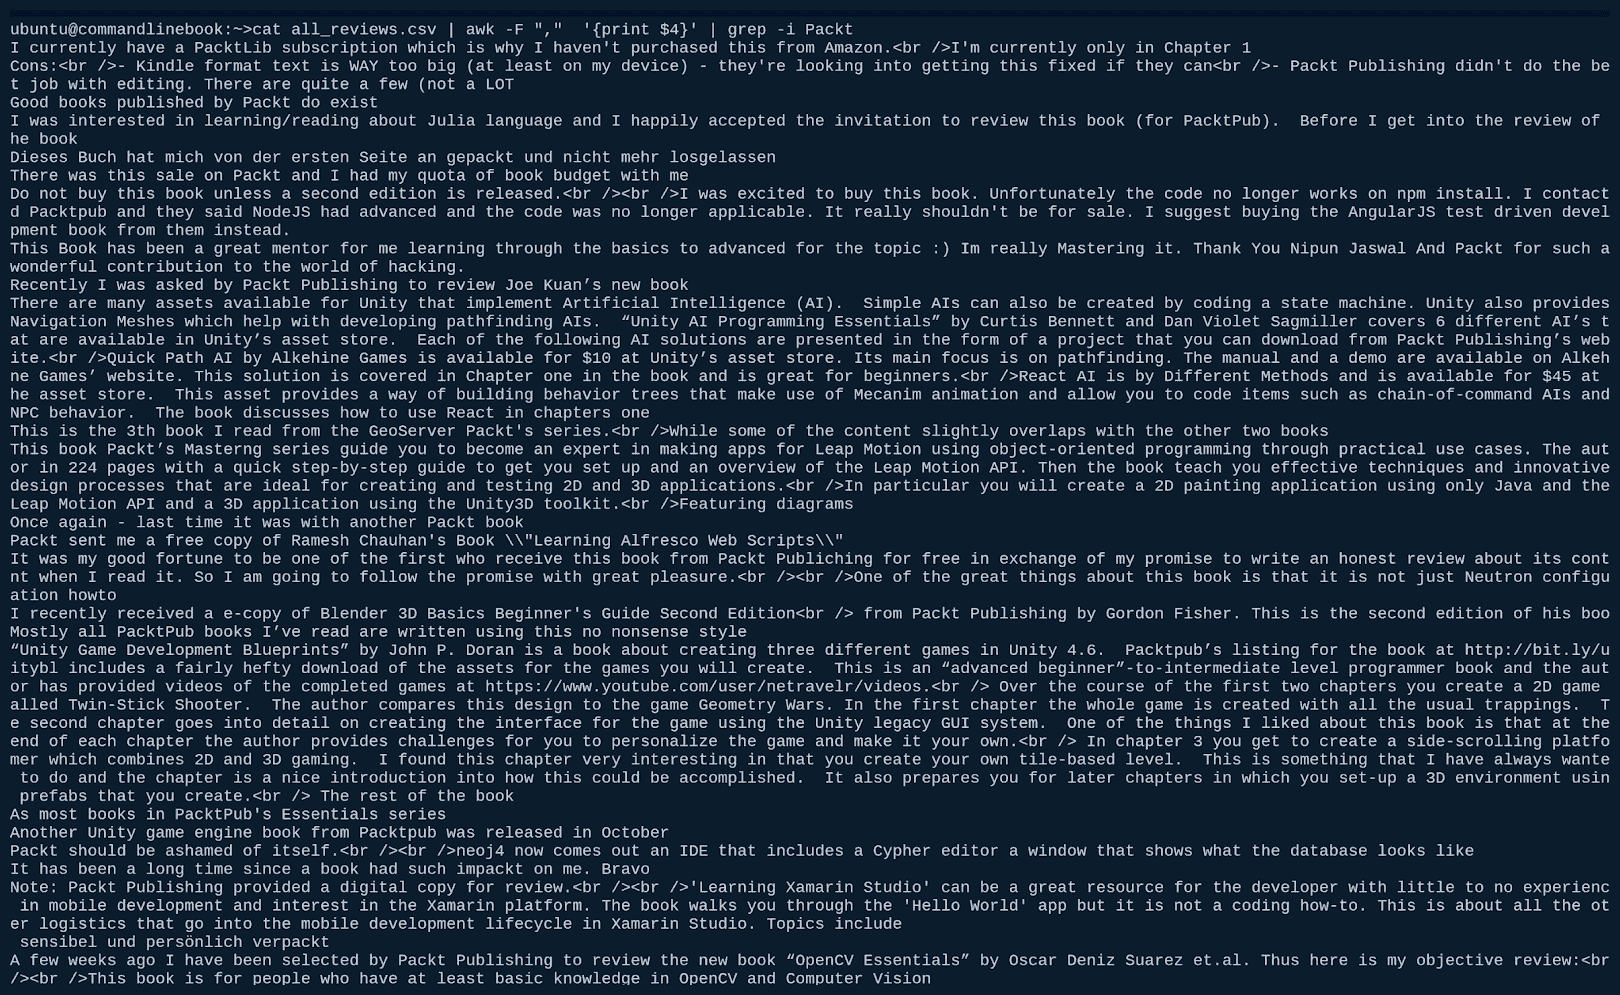 ubuntu@commandlinebook:~>cat all_reviews.csv | awk -F ","  '{print $4}' | grep -i Packt
I currently have a PacktLib subscription which is why I haven't purchased this from Amazon.<br />I'm currently only in Chapter 1
Cons:<br />- Kindle format text is WAY too big (at least on my device) - they're looking into getting this fixed if they can<br />- Packt Publishing didn't do the be
t job with editing. There are quite a few (not a LOT
Good books published by Packt do exist
I was interested in learning/reading about Julia language and I happily accepted the invitation to review this book (for PacktPub).  Before I get into the review of
he book
Dieses Buch hat mich von der ersten Seite an gepackt und nicht mehr losgelassen
There was this sale on Packt and I had my quota of book budget with me
Do not buy this book unless a second edition is released.<br /><br />I was excited to buy this book. Unfortunately the code no longer works on npm install. I contact
d Packtpub and they said NodeJS had advanced and the code was no longer applicable. It really shouldn't be for sale. I suggest buying the AngularJS test driven devel
pment book from them instead.
This Book has been a great mentor for me learning through the basics to advanced for the topic :) Im really Mastering it. Thank You Nipun Jaswal And Packt for such a
wonderful contribution to the world of hacking.
Recently I was asked by Packt Publishing to review Joe Kuan’s new book
There are many assets available for Unity that implement Artificial Intelligence (AI).  Simple AIs can also be created by coding a state machine. Unity also provides
Navigation Meshes which help with developing pathfinding AIs.  “Unity AI Programming Essentials” by Curtis Bennett and Dan Violet Sagmiller covers 6 different AI’s t
at are available in Unity’s asset store.  Each of the following AI solutions are presented in the form of a project that you can download from Packt Publishing’s web
ite.<br />Quick Path AI by Alkehine Games is available for $10 at Unity’s asset store. Its main focus is on pathfinding. The manual and a demo are available on Alkeh
ne Games’ website. This solution is covered in Chapter one in the book and is great for beginners.<br />React AI is by Different Methods and is available for $45 at
he asset store.  This asset provides a way of building behavior trees that make use of Mecanim animation and allow you to code items such as chain-of-command AIs and
NPC behavior.  The book discusses how to use React in chapters one
This is the 3th book I read from the GeoServer Packt's series.<br />While some of the content slightly overlaps with the other two books
This book Packt’s Masterng series guide you to become an expert in making apps for Leap Motion using object-oriented programming through practical use cases. The aut
or in 224 pages with a quick step-by-step guide to get you set up and an overview of the Leap Motion API. Then the book teach you effective techniques and innovative
design processes that are ideal for creating and testing 2D and 3D applications.<br />In particular you will create a 2D painting application using only Java and the
Leap Motion API and a 3D application using the Unity3D toolkit.<br />Featuring diagrams
Once again - last time it was with another Packt book
Packt sent me a free copy of Ramesh Chauhan's Book \\"Learning Alfresco Web Scripts\\"
It was my good fortune to be one of the first who receive this book from Packt Publiching for free in exchange of my promise to write an honest review about its cont
nt when I read it. So I am going to follow the promise with great pleasure.<br /><br />One of the great things about this book is that it is not just Neutron configu
ation howto
I recently received a e-copy of Blender 3D Basics Beginner's Guide Second Edition<br /> from Packt Publishing by Gordon Fisher. This is the second edition of his boo
Mostly all PacktPub books I’ve read are written using this no nonsense style
“Unity Game Development Blueprints” by John P. Doran is a book about creating three different games in Unity 4.6.  Packtpub’s listing for the book at http://bit.ly/u
itybl includes a fairly hefty download of the assets for the games you will create.  This is an “advanced beginner”-to-intermediate level programmer book and the aut
or has provided videos of the completed games at https://www.youtube.com/user/netravelr/videos.<br /> Over the course of the first two chapters you create a 2D game
alled Twin-Stick Shooter.  The author compares this design to the game Geometry Wars. In the first chapter the whole game is created with all the usual trappings.  T
e second chapter goes into detail on creating the interface for the game using the Unity legacy GUI system.  One of the things I liked about this book is that at the
end of each chapter the author provides challenges for you to personalize the game and make it your own.<br /> In chapter 3 you get to create a side-scrolling platfo
mer which combines 2D and 3D gaming.  I found this chapter very interesting in that you create your own tile-based level.  This is something that I have always wante
 to do and the chapter is a nice introduction into how this could be accomplished.  It also prepares you for later chapters in which you set-up a 3D environment usin
 prefabs that you create.<br /> The rest of the book
As most books in PacktPub's Essentials series
Another Unity game engine book from Packtpub was released in October
Packt should be ashamed of itself.<br /><br />neoj4 now comes out an IDE that includes a Cypher editor a window that shows what the database looks like
It has been a long time since a book had such impackt on me. Bravo
Note: Packt Publishing provided a digital copy for review.<br /><br />'Learning Xamarin Studio' can be a great resource for the developer with little to no experienc
 in mobile development and interest in the Xamarin platform. The book walks you through the 'Hello World' app but it is not a coding how-to. This is about all the ot
er logistics that go into the mobile development lifecycle in Xamarin Studio. Topics include
 sensibel und persönlich verpackt
A few weeks ago I have been selected by Packt Publishing to review the new book “OpenCV Essentials” by Oscar Deniz Suarez et.al. Thus here is my objective review:<br
/><br />This book is for people who have at least basic knowledge in OpenCV and Computer Vision